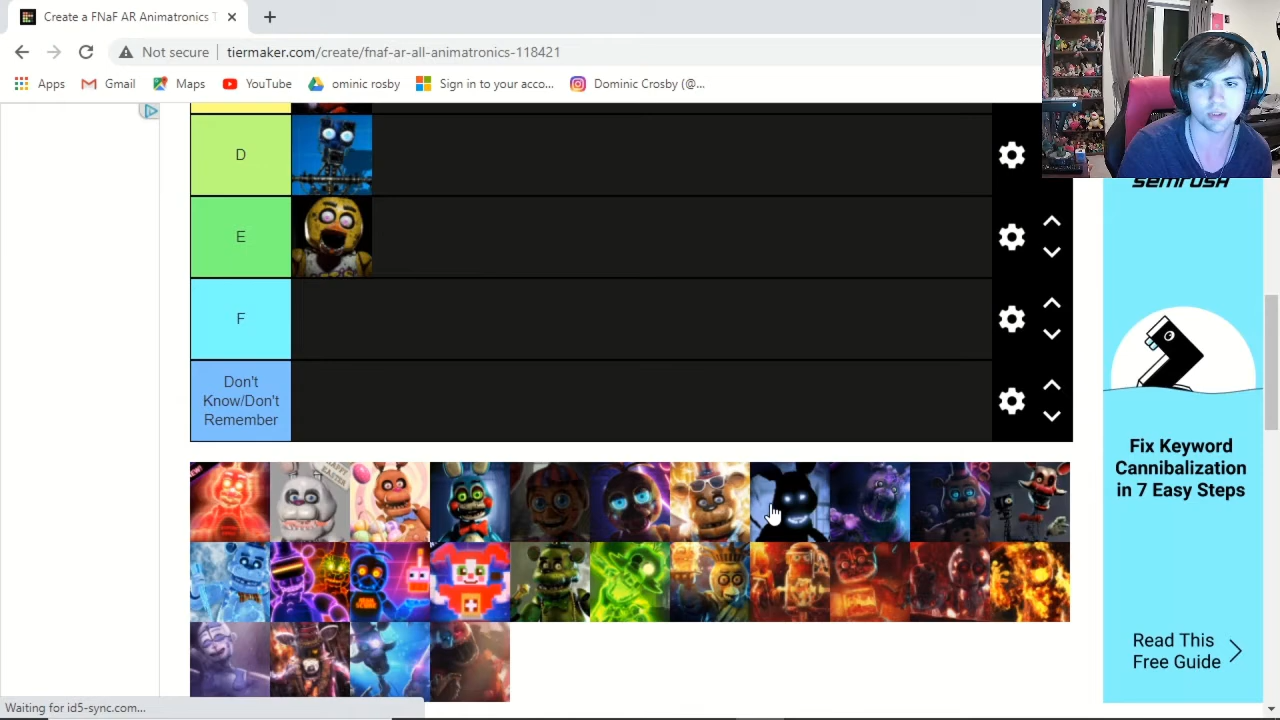 Create a FNaF AR Animatronics T
Not secure
tiermaker.com/create/fnaf-ar-all-animatronics-118421
Apps
Gmail
Maps
YouTube
ominic rosby
Sign in to your acco...
Dominic Crosby (@...
semrush
D
E
F
Don't
Know/Don't
Remember
Fix Keyword
Cannibalization
in 7 Easy Steps
Read This
Free Guide
Waiting for id5-sync.com...